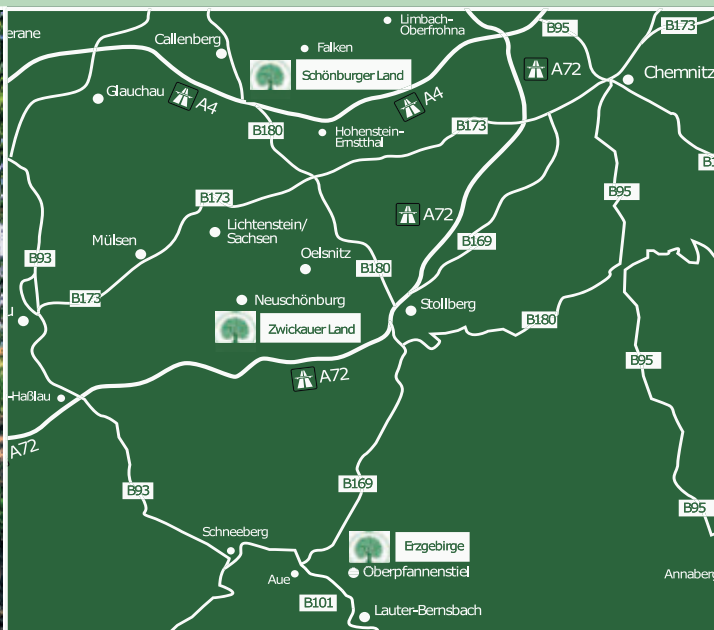 Limbach-
Oberfrohna
B95
B173
erane
Callenberg
Falken
Schönburger Land
A72
Chemnitz
Glauchau
A4
A4
B180
Hohenstein-
Ernstthal
B173
B173
B95
A72
Lichtenstein/
Sachsen
Mülsen
B169
B93
Oelsnitz
B180
B173
Neuschönburg
Stollberg
Zwickauer Land
B180
B95
A72
-Haßlau
A72
B93
B169
B95
Schneeberg
Erzgebirge
Aue
Oberpfannenstiel
Annaberg
B101
Lauter-Bernsbach